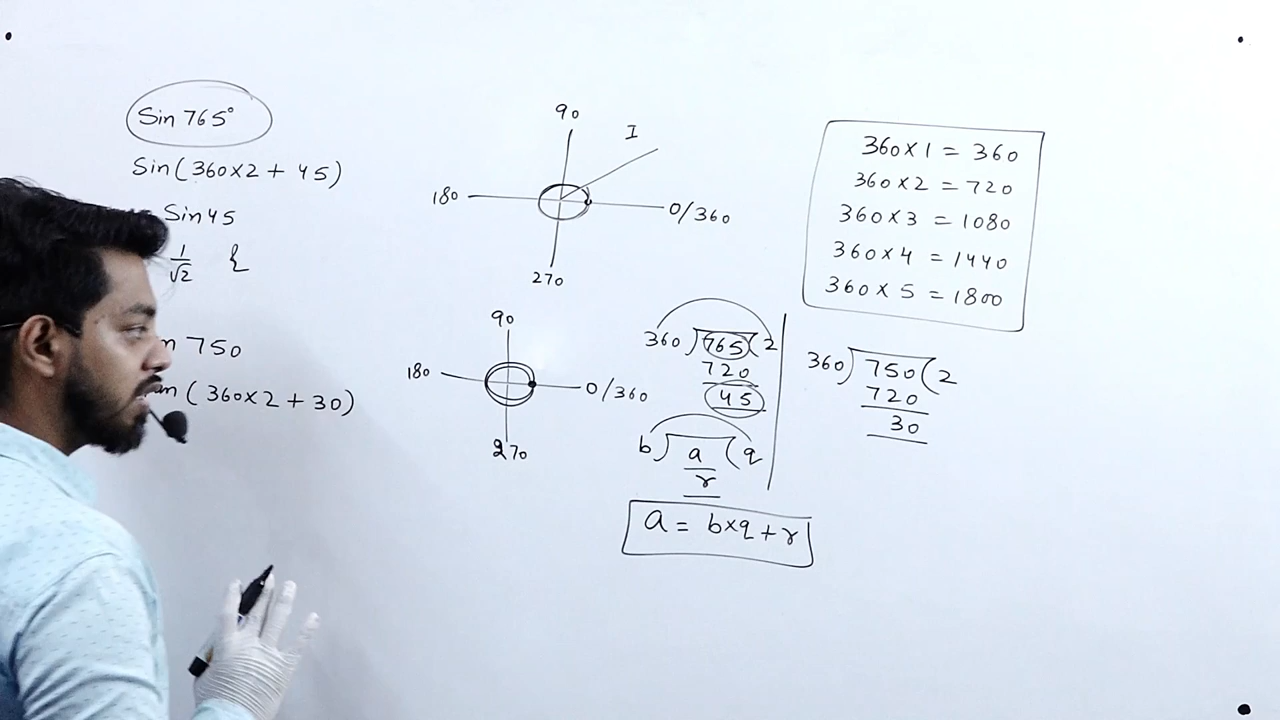 Sin 765°
Sin(360×2 + 45)
Sin 45
1/√2 {
750
(360×2 + 30)
90
I
180
0/360
270
90
180
0/360
270
360)765(2
720
45
b)a(q
r
a = b×q + r
360×1 = 360
360×2 = 720
360×3 = 1080
360×4 = 1440
360×5 = 1800
360)750(2
720
30